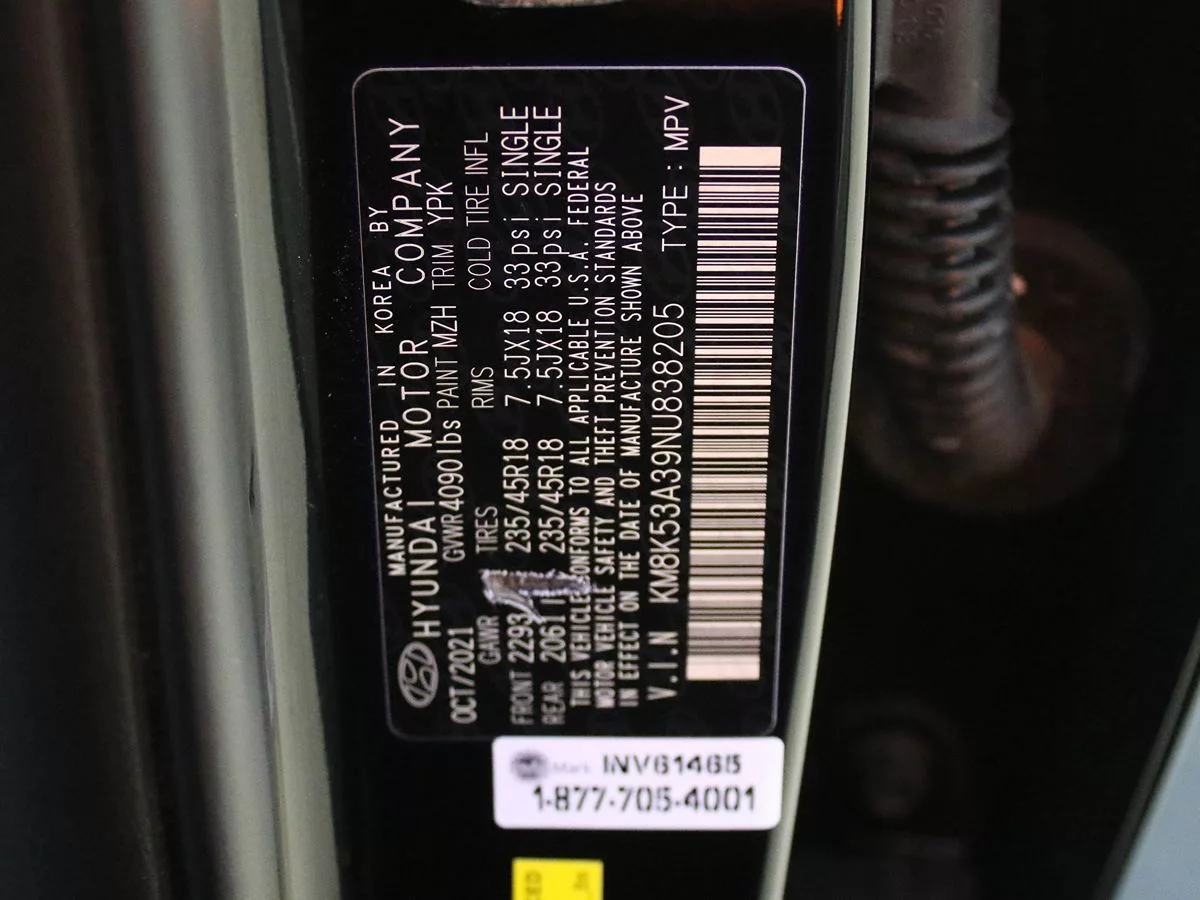 MANUFACTURED IN KOREA BY
HYUNDAI MOTOR COMPANY
OCT/2021 GVWR 4090lbs PAINT MZH TRIM YPK
GAWR TIRES RIMS COLD TIRE INFL
FRONT 2293 235/45R18 7.5JX18 33psi SINGLE
REAR 2061 235/45R18 7.5JX18 33psi SINGLE
THIS VEHICLE CONFORMS TO ALL APPLICABLE U.S.A. FEDERAL
MOTOR VEHICLE SAFETY AND THEFT PREVENTION STANDARDS
IN EFFECT ON THE DATE OF MANUFACTURE SHOWN ABOVE
V.I.N KM8K53A39NU838205 TYPE : MPV
INV61465
1-877-705-4001